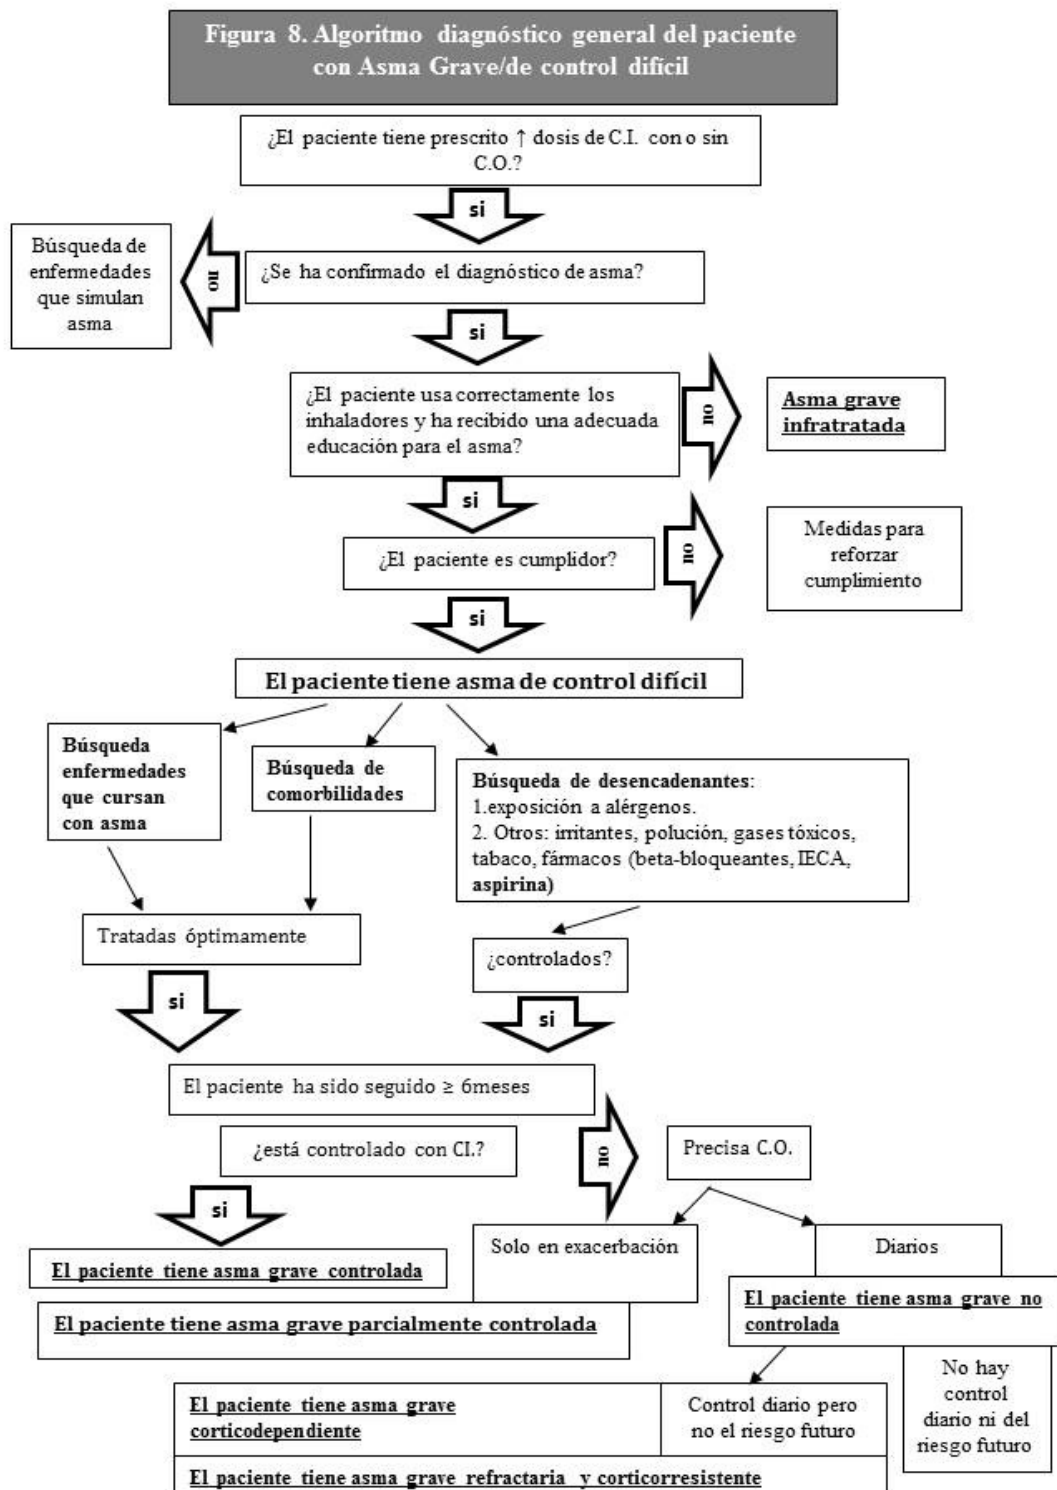 Figura 8. Algoritmo diagnóstico general del paciente
con Asma Grave/de control difícil
¿El paciente tiene prescrito ↑ dosis de C.I. con o sin
C.O.?
si
Búsqueda de
enfermedades
que simulan
asma
no
¿Se ha confirmado el diagnóstico de asma?
si
¿El paciente usa correctamente los
inhaladores y ha recibido una adecuada
educación para el asma?
no
Asma grave
infratratada
si
¿El paciente es cumplidor?
no
Medidas para
reforzar
cumplimiento
si
El paciente tiene asma de control difícil
Búsqueda
enfermedades
que cursan
con asma
Búsqueda de
comorbilidades
Búsqueda de desencadenantes:
1.exposición a alérgenos.
2. Otros: irritantes, polución, gases tóxicos,
tabaco, fármacos (beta-bloqueantes, IECA,
aspirina)
Tratadas óptimamente
¿controlados?
si
si
El paciente ha sido seguido ≥ 6meses
¿está controlado con CI.?
no
Precisa C.O.
si
Solo en exacerbación
Diarios
El paciente tiene asma grave controlada
El paciente tiene asma grave parcialmente controlada
El paciente tiene asma grave no
controlada
No hay
control
diario ni del
riesgo futuro
El paciente tiene asma grave
corticodependiente
Control diario pero
no el riesgo futuro
El paciente tiene asma grave refractaria y corticorresistente